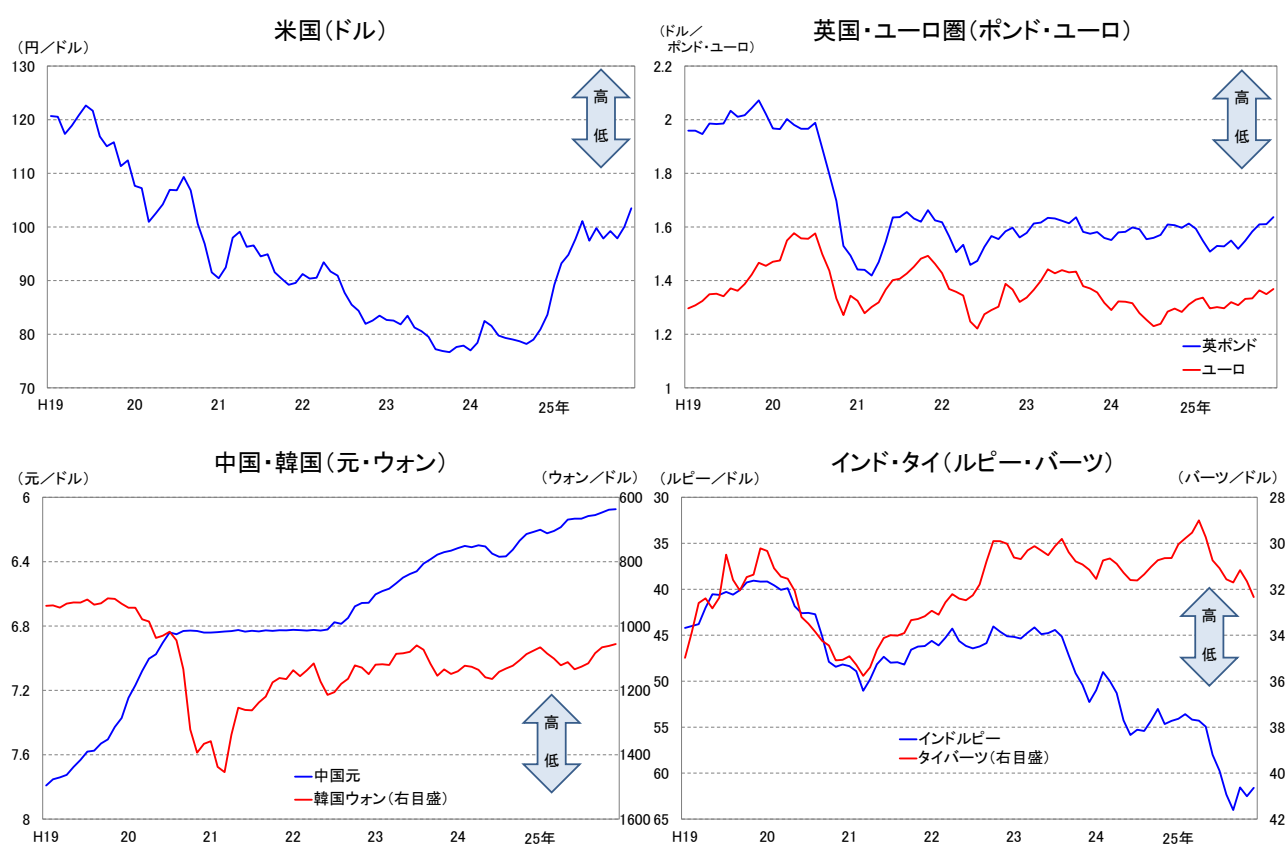 米国(ドル)
(円/ドル)
130
120
110
100
90
80
70
H19
20
21
22
23
24
25年
高
低
英国・ユーロ圏(ポンド・ユーロ)
(ドル/
ポンド・ユーロ)
2.2
2
1.8
1.6
1.4
1.2
1
H19
20
21
22
23
24
25年
高
低
英ポンド
ユーロ
中国・韓国(元・ウォン)
(元/ドル)
(ウォン/ドル)
6
6.4
6.8
7.2
7.6
8
600
800
1000
1200
1400
1600
H19
20
21
22
23
24
25年
高
低
中国元
韓国ウォン(右目盛)
インド・タイ(ルピー・バーツ)
(ルピー/ドル)
(バーツ/ドル)
30
35
40
45
50
55
60
65
28
30
32
34
36
38
40
42
H19
20
21
22
23
24
25年
高
低
インドルピー
タイバーツ(右目盛)